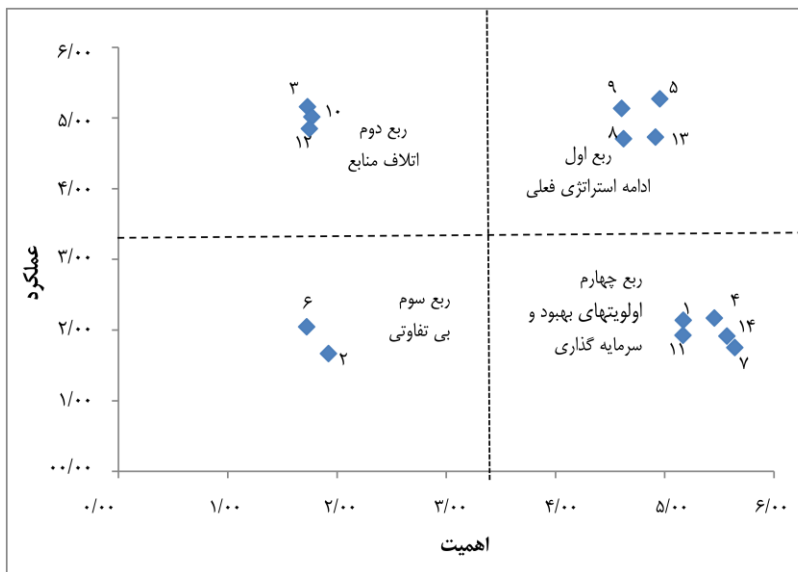 ۶/۰۰
۵/۰۰
۴/۰۰
۳/۰۰
۲/۰۰
۱/۰۰
۰۰/۰۰
عملکرد
۳
۱۰
۱۲
ربع دوم
اتلاف منابع
۹
۵
۸
۱۳
ربع اول
ادامه استراتژی فعلی
۶
۲
ربع سوم
بی تفاوتی
ربع چهارم
اولویتهای بهبود و
سرمایه گذاری
۱
۴
۱۱
۱۴
۷
۰/۰۰
۱/۰۰
۲/۰۰
۳/۰۰
۴/۰۰
۵/۰۰
۶/۰۰
اهمیت